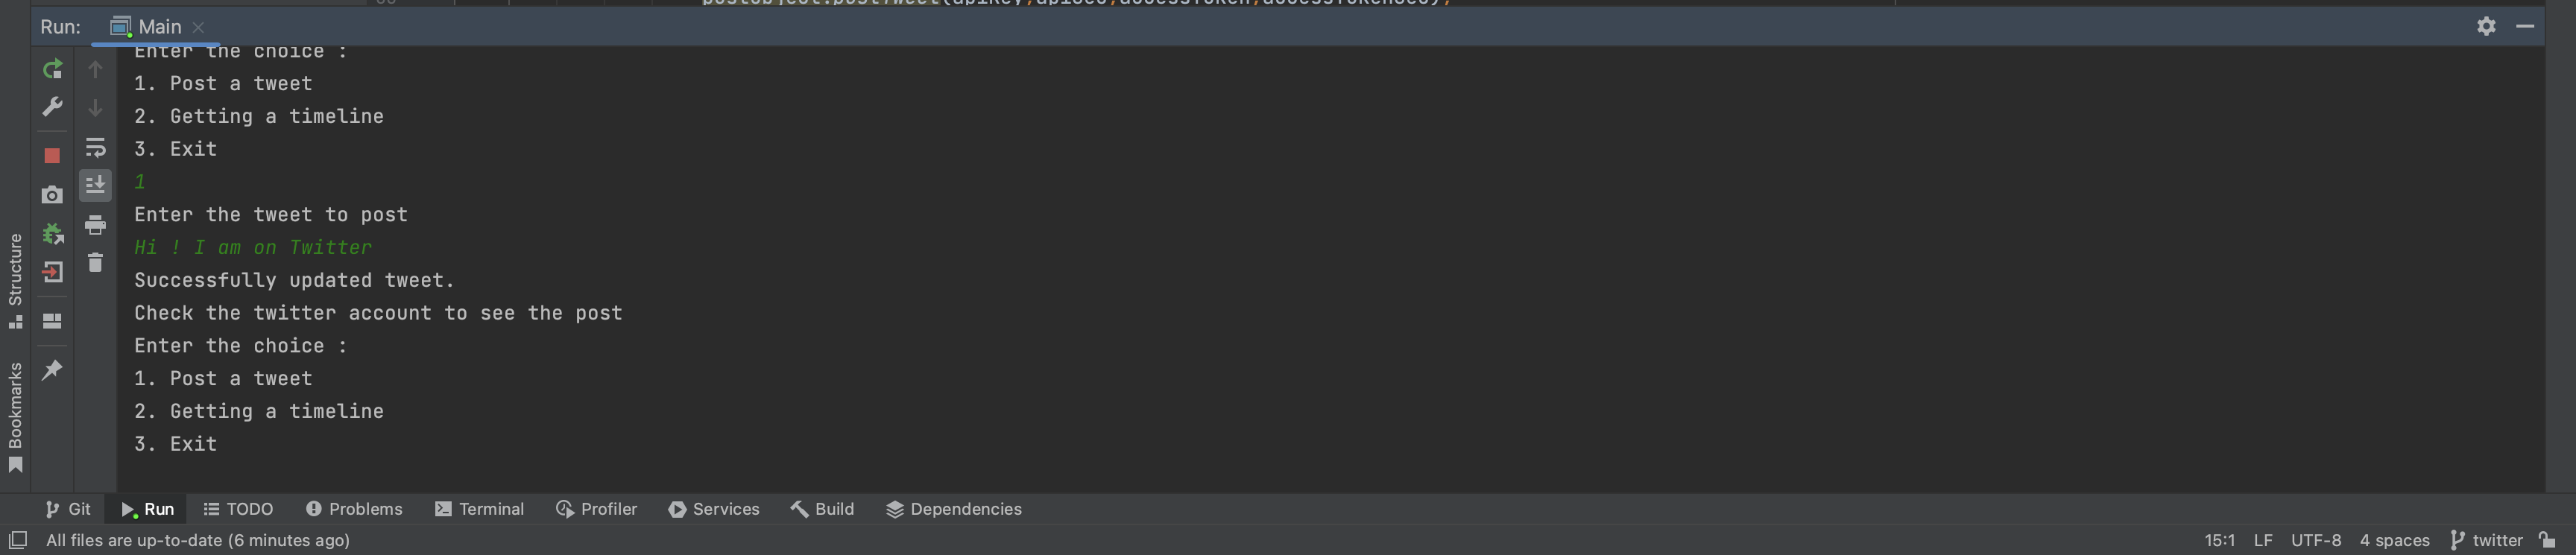 Run: Main
Enter the choice :
1. Post a tweet
2. Getting a timeline
3. Exit
1
Enter the tweet to post
Hi ! I am on Twitter
Successfully updated tweet.
Check the twitter account to see the post
Enter the choice :
1. Post a tweet
2. Getting a timeline
3. Exit
Structure
Bookmarks
Git Run TODO Problems Terminal Profiler Services Build Dependencies
All files are up-to-date (6 minutes ago) 15:1 LF UTF-8 4 spaces twitter